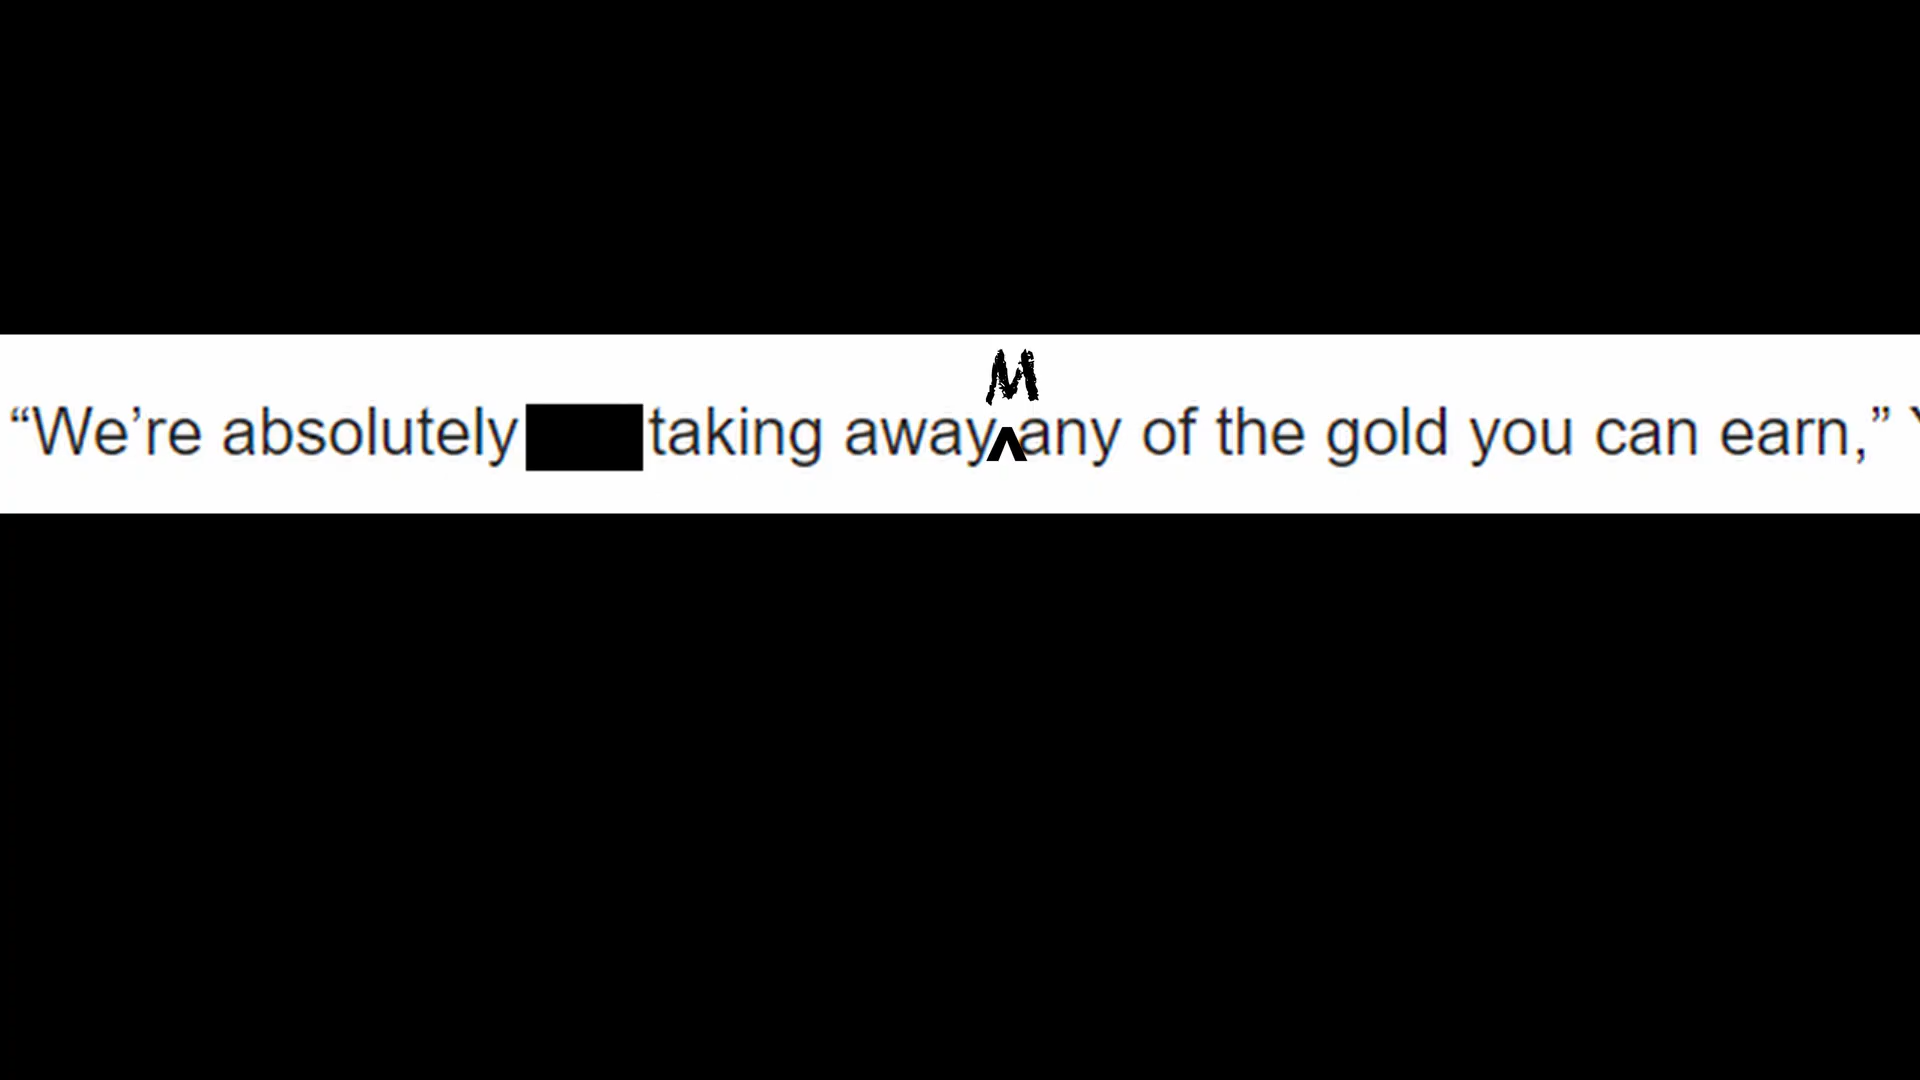 M
“We’re absolutely taking away ^any of the gold you can earn,”